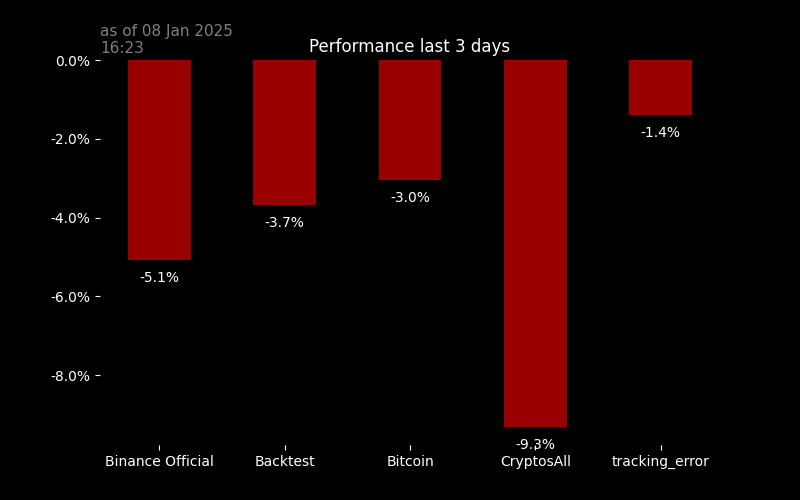 as of 08 Jan 2025
16:23
Performance last 3 days
0.0%
-2.0%
-4.0%
-6.0%
-8.0%
-5.1%
-3.7%
-3.0%
-9.3%
-1.4%
Binance Official
Backtest
Bitcoin
CryptosAll
tracking_error